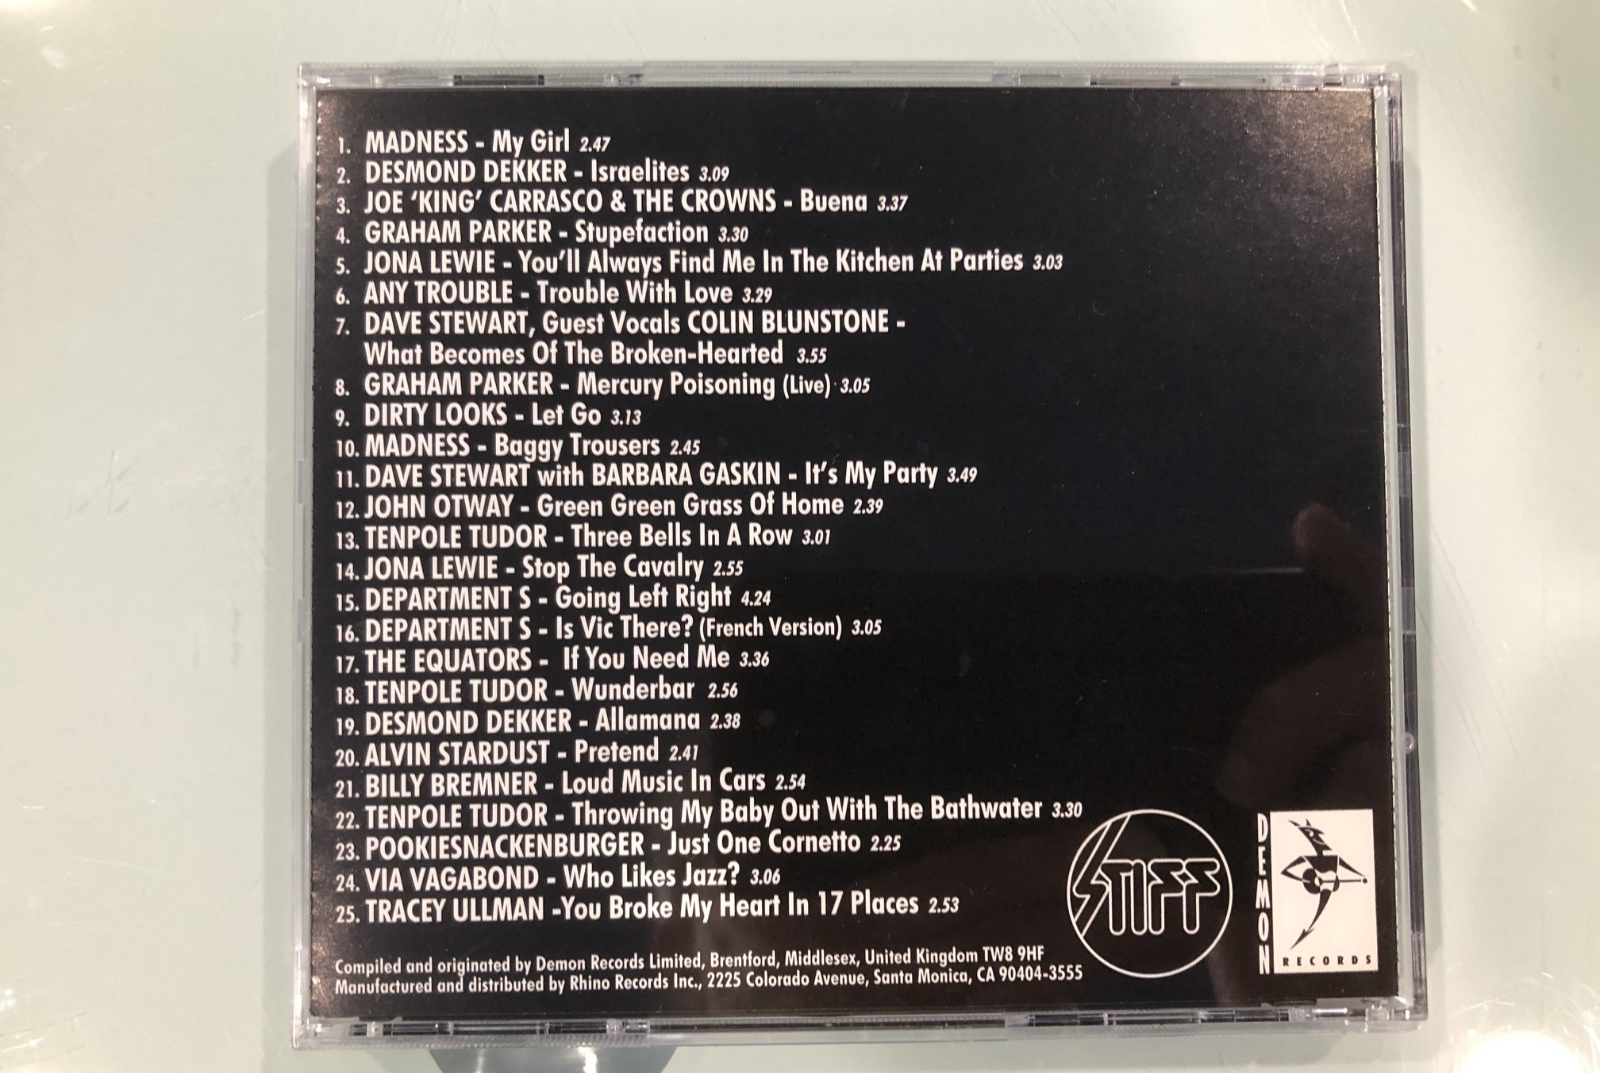 1. MADNESS - My Girl 2.47
2. DESMOND DEKKER - Israelites 3.09
3. JOE 'KING' CARRASCO & THE CROWNS - Buena 3.37
4. GRAHAM PARKER - Stupefaction 3.30
5. JONA LEWIE - You'll Always Find Me In The Kitchen At Parties 3.03
6. ANY TROUBLE - Trouble With Love 3.29
7. DAVE STEWART, Guest Vocals COLIN BLUNSTONE -
What Becomes Of The Broken-Hearted 3.55
8. GRAHAM PARKER - Mercury Poisoning (Live) 3.05
9. DIRTY LOOKS - Let Go 3.13
10. MADNESS - Baggy Trousers 2.45
11. DAVE STEWART with BARBARA GASKIN - It's My Party 3.49
12. JOHN OTWAY - Green Green Grass Of Home 2.39
13. TENPOLE TUDOR - Three Bells In A Row 3.01
14. JONA LEWIE - Stop The Cavalry 2.55
15. DEPARTMENT S - Going Left Right 4.24
16. DEPARTMENT S - Is Vic There? (French Version) 3.05
17. THE EQUATORS - If You Need Me 3.36
18. TENPOLE TUDOR - Wunderbar 2.56
19. DESMOND DEKKER - Allamana 2.38
20. ALVIN STARDUST - Pretend 2.41
21. BILLY BREMNER - Loud Music In Cars 2.54
22. TENPOLE TUDOR - Throwing My Baby Out With The Bathwater 3.30
23. POOKIESNACKENBURGER - Just One Cornetto 2.25
24. VIA VAGABOND - Who Likes Jazz? 3.06
25. TRACEY ULLMAN -You Broke My Heart In 17 Places 2.53
Compiled and originated by Demon Records Limited, Brentford, Middlesex, United Kingdom TW8 9HF
Manufactured and distributed by Rhino Records Inc., 2225 Colorado Avenue, Santa Monica, CA 90404-3555
STIFF
DEMON
RECORDS